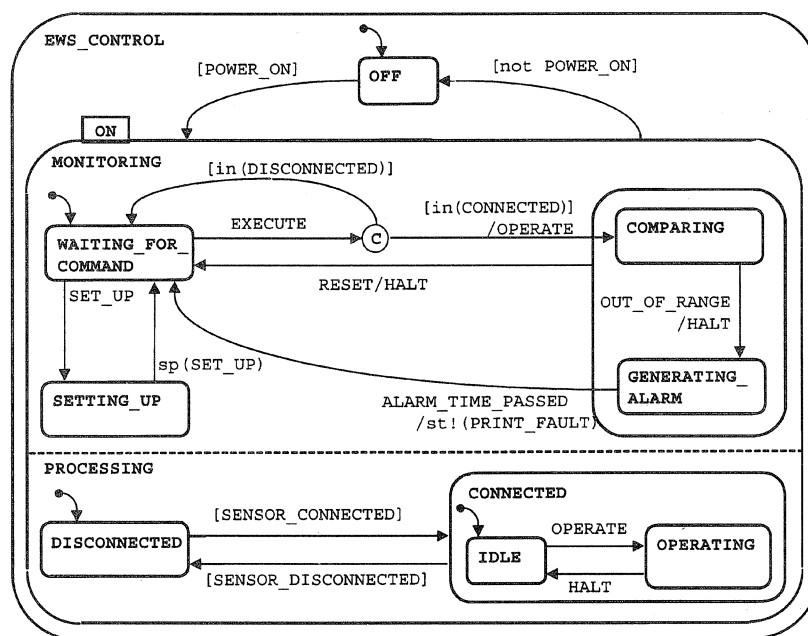 EWS_CONTROL
[POWER_ON]
OFF
[not POWER_ON]
ON
MONITORING
[in(DISCONNECTED)]
EXECUTE
C
[in(CONNECTED)]
/OPERATE
COMPARING
WAITING_FOR_
COMMAND
RESET/HALT
SET_UP
OUT_OF_RANGE
/HALT
sp(SET_UP)
SETTING_UP
GENERATING_
ALARM
ALARM_TIME_PASSED
/st!(PRINT_FAULT)
PROCESSING
CONNECTED
[SENSOR_CONNECTED]
DISCONNECTED
OPERATE
IDLE
OPERATING
[SENSOR_DISCONNECTED]
HALT